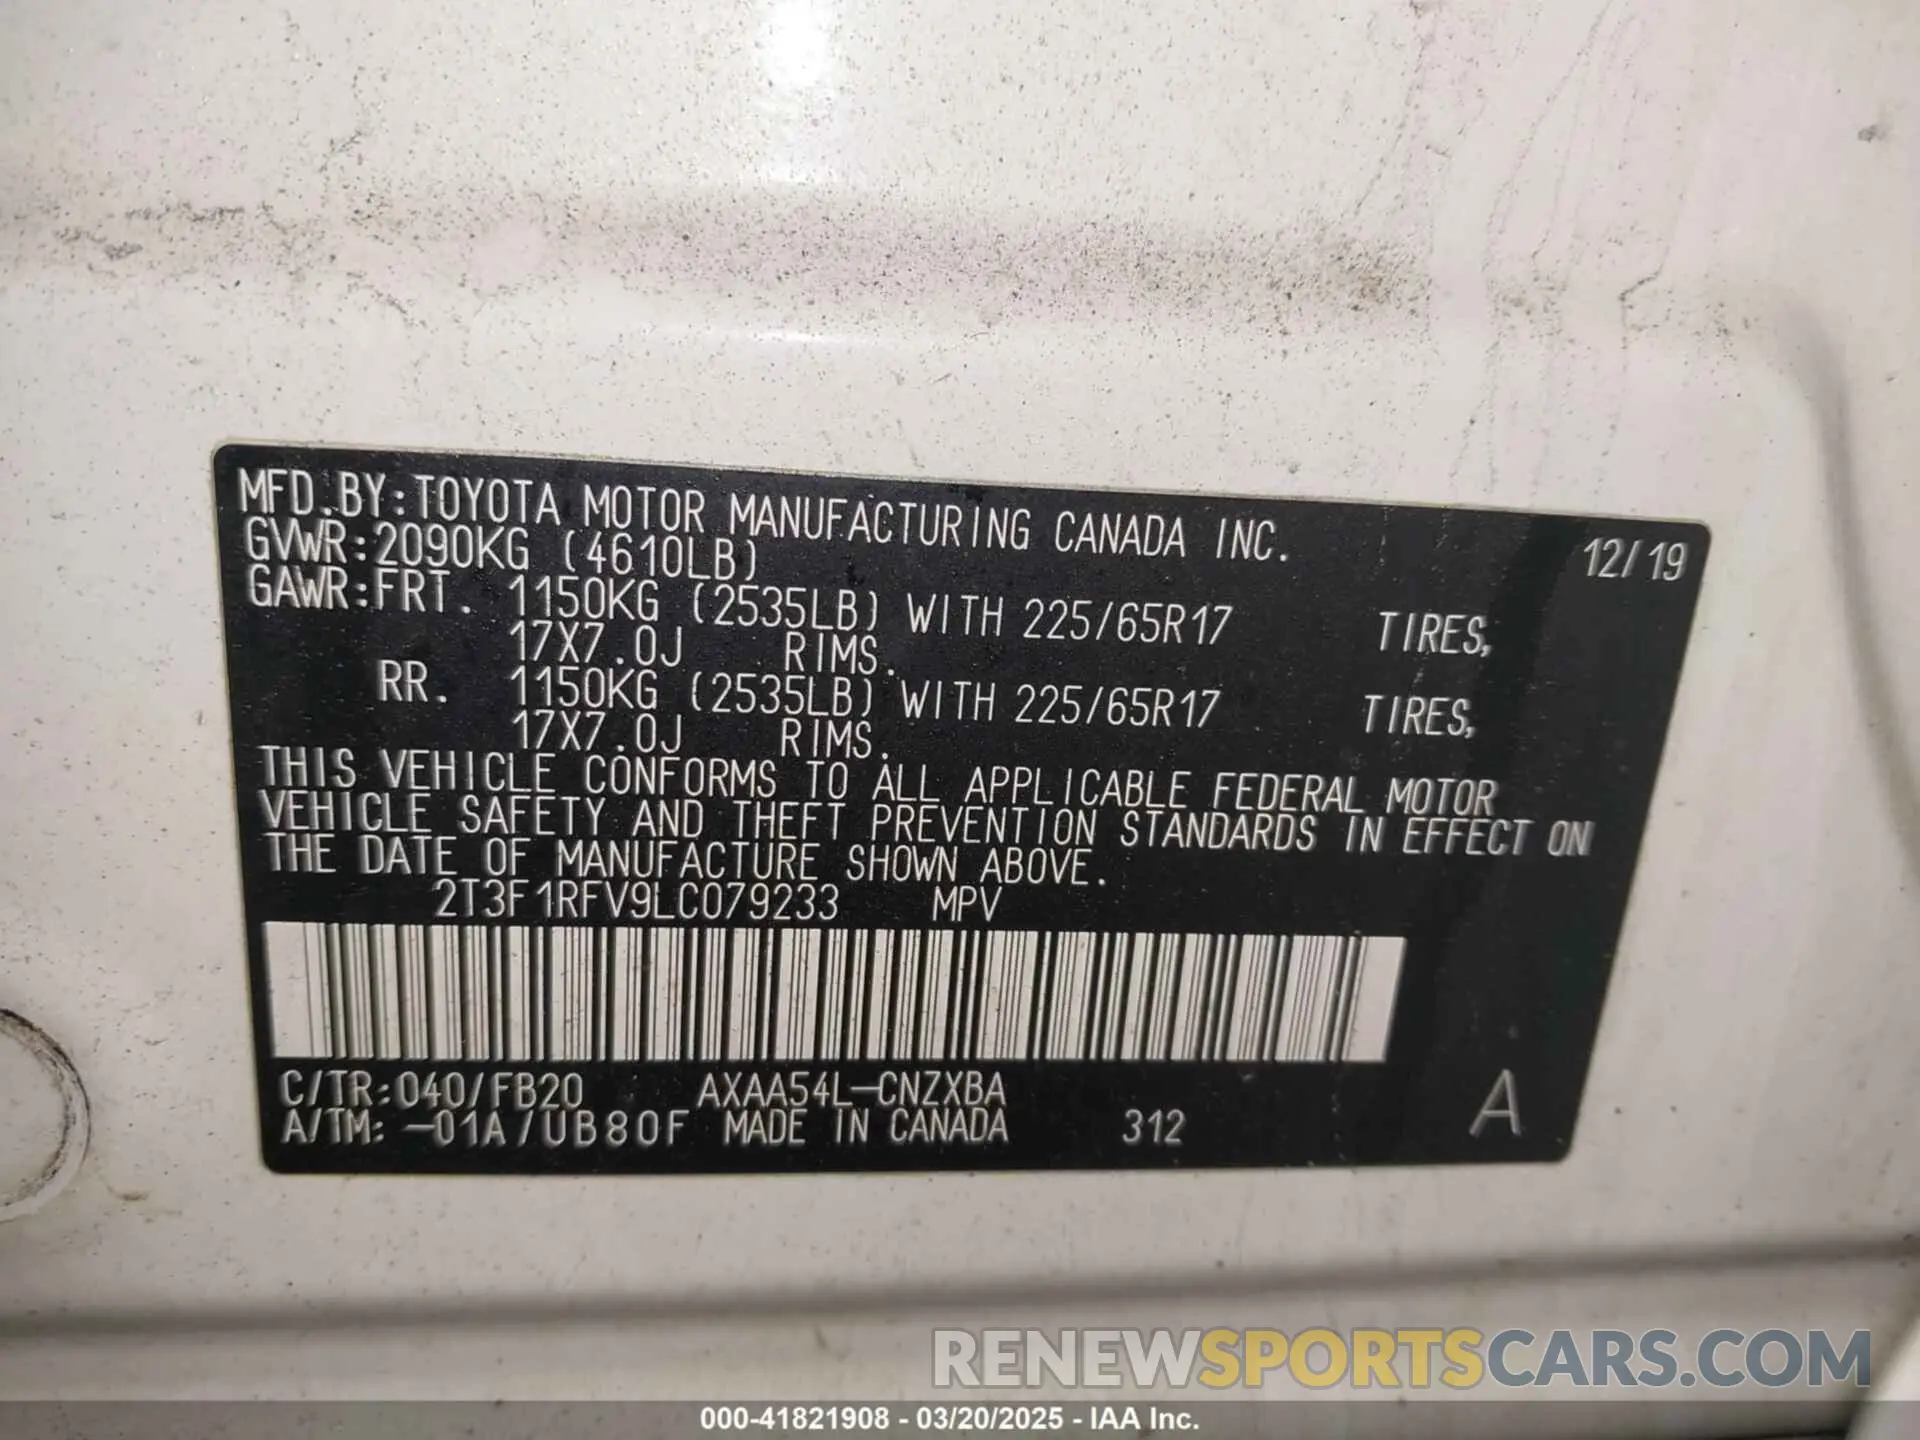 MFD.BY:TOYOTA MOTOR MANUFACTURING CANADA INC. 12/19
GVWR:2090KG (4610LB)
GAWR:FRT. 1150KG (2535LB) WITH 225/65R17 TIRES,
17X7.0J RIMS.
RR. 1150KG (2535LB) WITH 225/65R17 TIRES,
17X7.0J RIMS.
THIS VEHICLE CONFORMS TO ALL APPLICABLE FEDERAL MOTOR
VEHICLE SAFETY AND THEFT PREVENTION STANDARDS IN EFFECT ON
THE DATE OF MANUFACTURE SHOWN ABOVE.
2T3F1RFV9LC079233 MPV
C/TR:040/FB20 AXAA54L-CNZXBA
A/TM:-01A/UB80F MADE IN CANADA 312 A
RENEWSPORTSCARS.COM
000-41821908 - 03/20/2025 - IAA Inc.